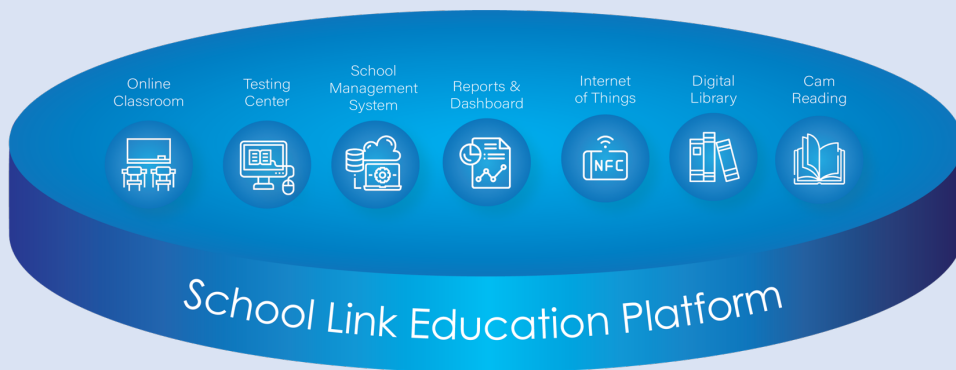 Online
Classroom
Testing
Center
School
Management
System
Reports &
Dashboard
Internet
of Things
Digital
Library
Cam
Reading
NFC
School Link Education Platform